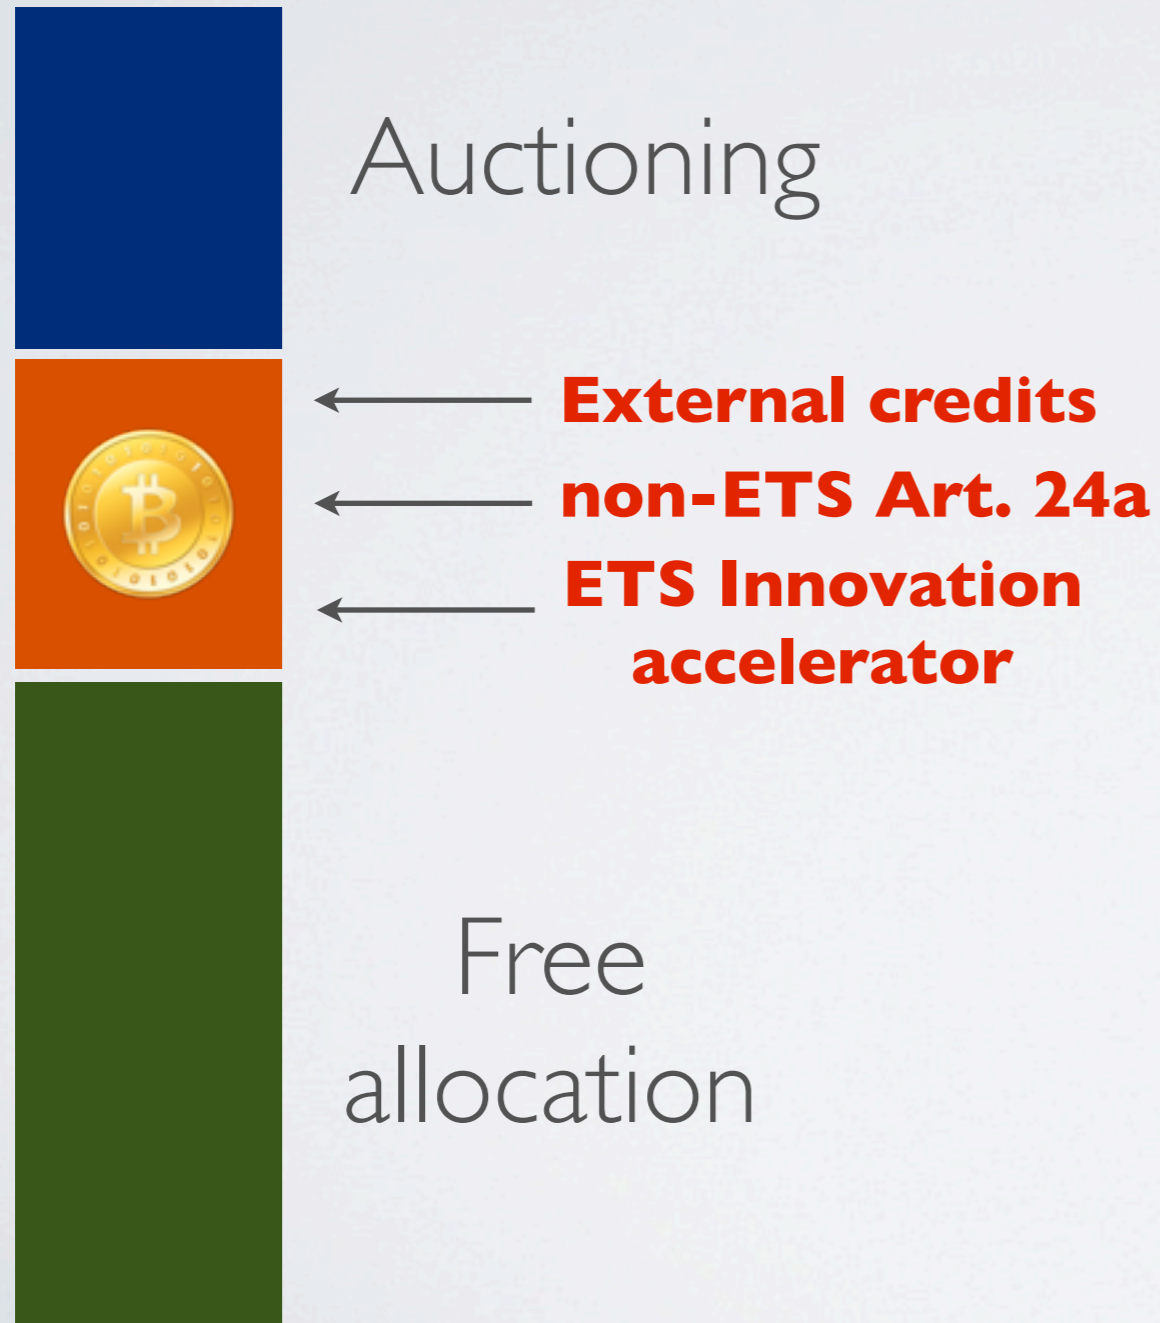 Auctioning
External credits
non-ETS Art. 24a
ETS Innovation
accelerator
Free
allocation